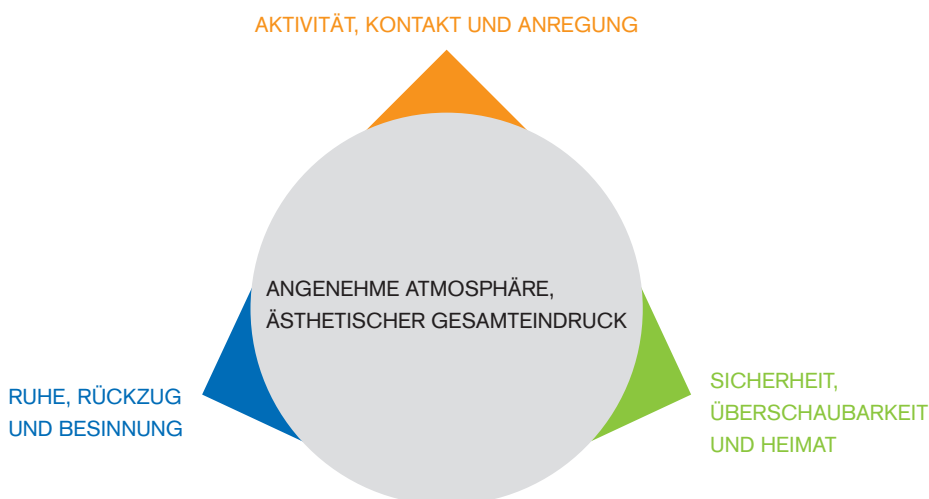 AKTIVITÄT, KONTAKT UND ANREGUNG
ANGENEHME ATMOSPHÄRE,
ÄSTHETISCHER GESAMTEINDRUCK
RUHE, RÜCKZUG
UND BESINNUNG
SICHERHEIT,
ÜBERSCHAUBARKEIT
UND HEIMAT